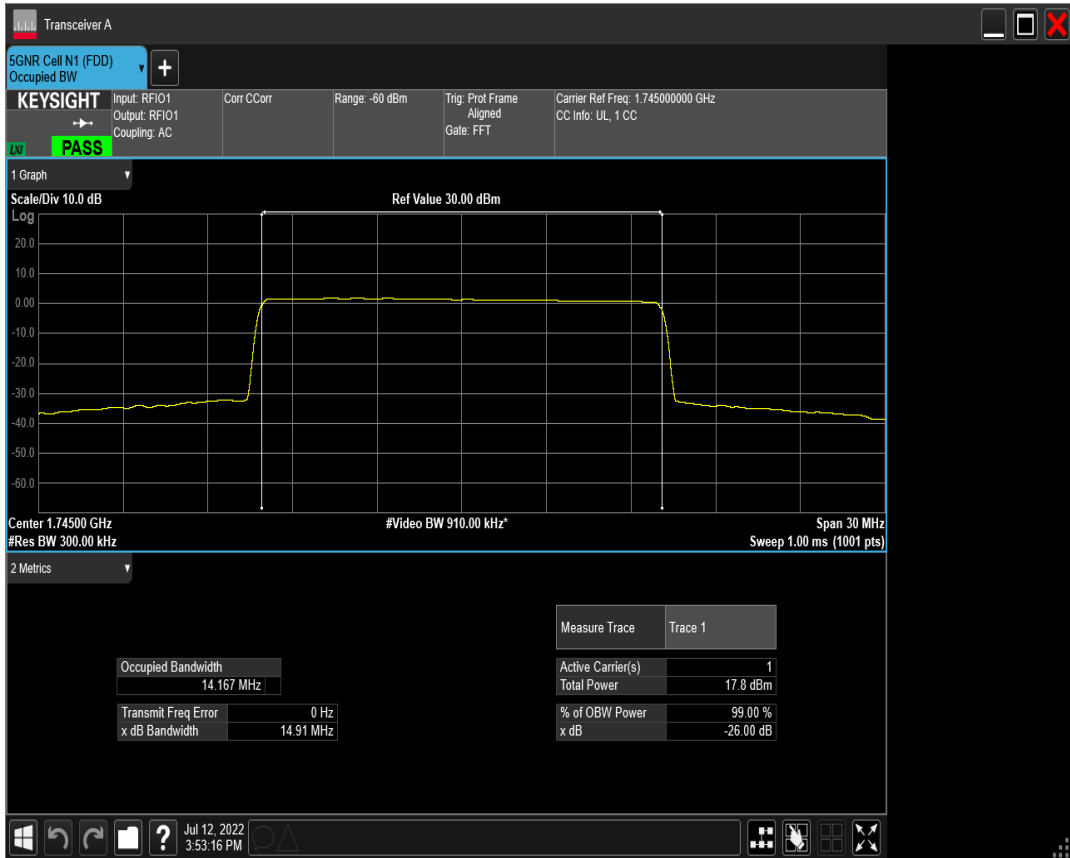 Transceiver A
5GNR Cell N1 (FDD)
Occupied BW
+
KEYSIGHT
LXI
PASS
Input: RFIO1
Output: RFIO1
Coupling: AC
Corr CCorr
Range: -60 dBm
Trig: Prot Frame
Aligned
Gate: FFT
Carrier Ref Freq: 1.745000000 GHz
CC Info: UL, 1 CC
1 Graph
Scale/Div 10.0 dB
Ref Value 30.00 dBm
Log
20.0
10.0
0.00
-10.0
-20.0
-30.0
-40.0
-50.0
-60.0
Center 1.74500 GHz
#Video BW 910.00 kHz*
Span 30 MHz
#Res BW 300.00 kHz
Sweep 1.00 ms (1001 pts)
2 Metrics
Measure Trace Trace 1
Occupied Bandwidth
14.167 MHz
Active Carrier(s) 1
Total Power 17.8 dBm
Transmit Freq Error 0 Hz
x dB Bandwidth 14.91 MHz
% of OBW Power 99.00 %
x dB -26.00 dB
?
Jul 12, 2022
3:53:16 PM